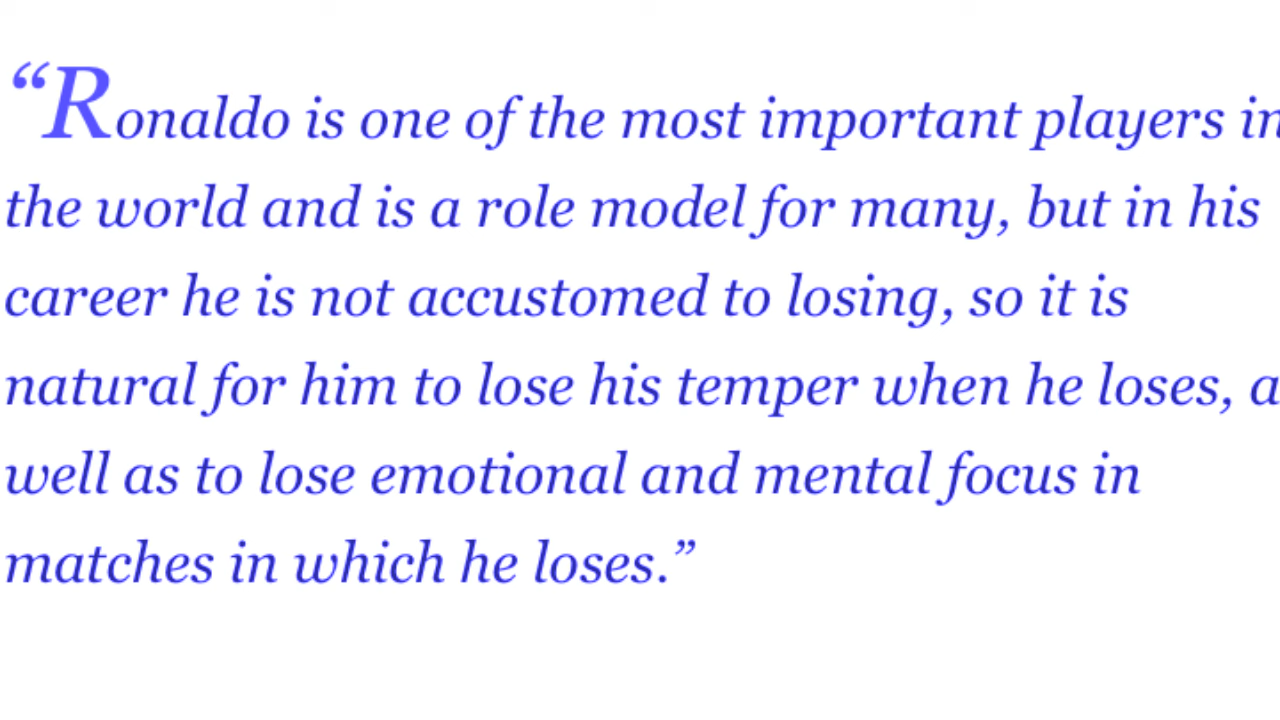 “Ronaldo is one of the most important players in
the world and is a role model for many, but in his
career he is not accustomed to losing, so it is
natural for him to lose his temper when he loses, a
well as to lose emotional and mental focus in
matches in which he loses.”